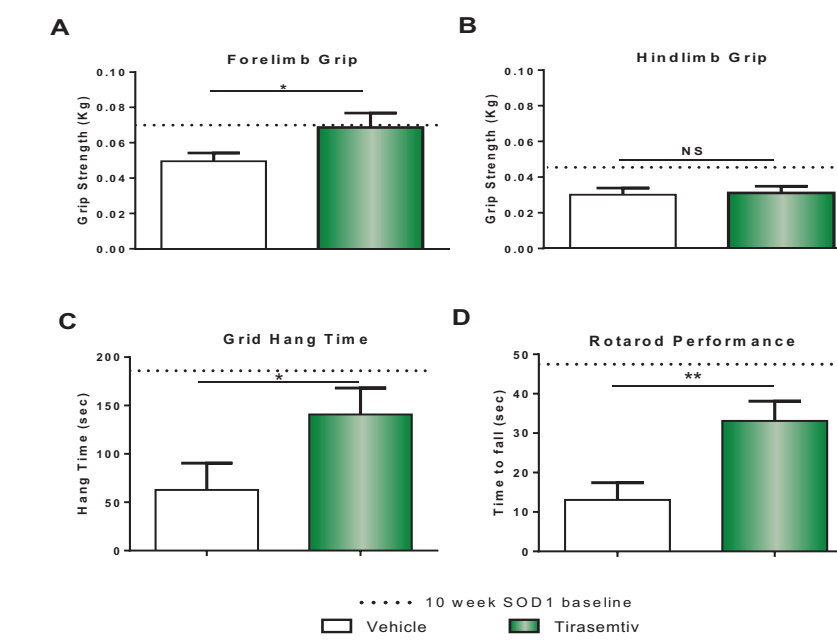 A
Forelimb Grip
Grip Strength (Kg)
0.10
0.08
0.06
0.04
0.02
0.00
*
B
Hindlimb Grip
Grip Strength (Kg)
0.10
0.08
0.06
0.04
0.02
0.00
NS
C
Grid Hang Time
Hang Time (sec)
200
150
100
50
0
*
D
Rotarod Performance
Time to fall (sec)
50
40
30
20
10
0
**
10 week SOD1 baseline
Vehicle
Tirasemtiv